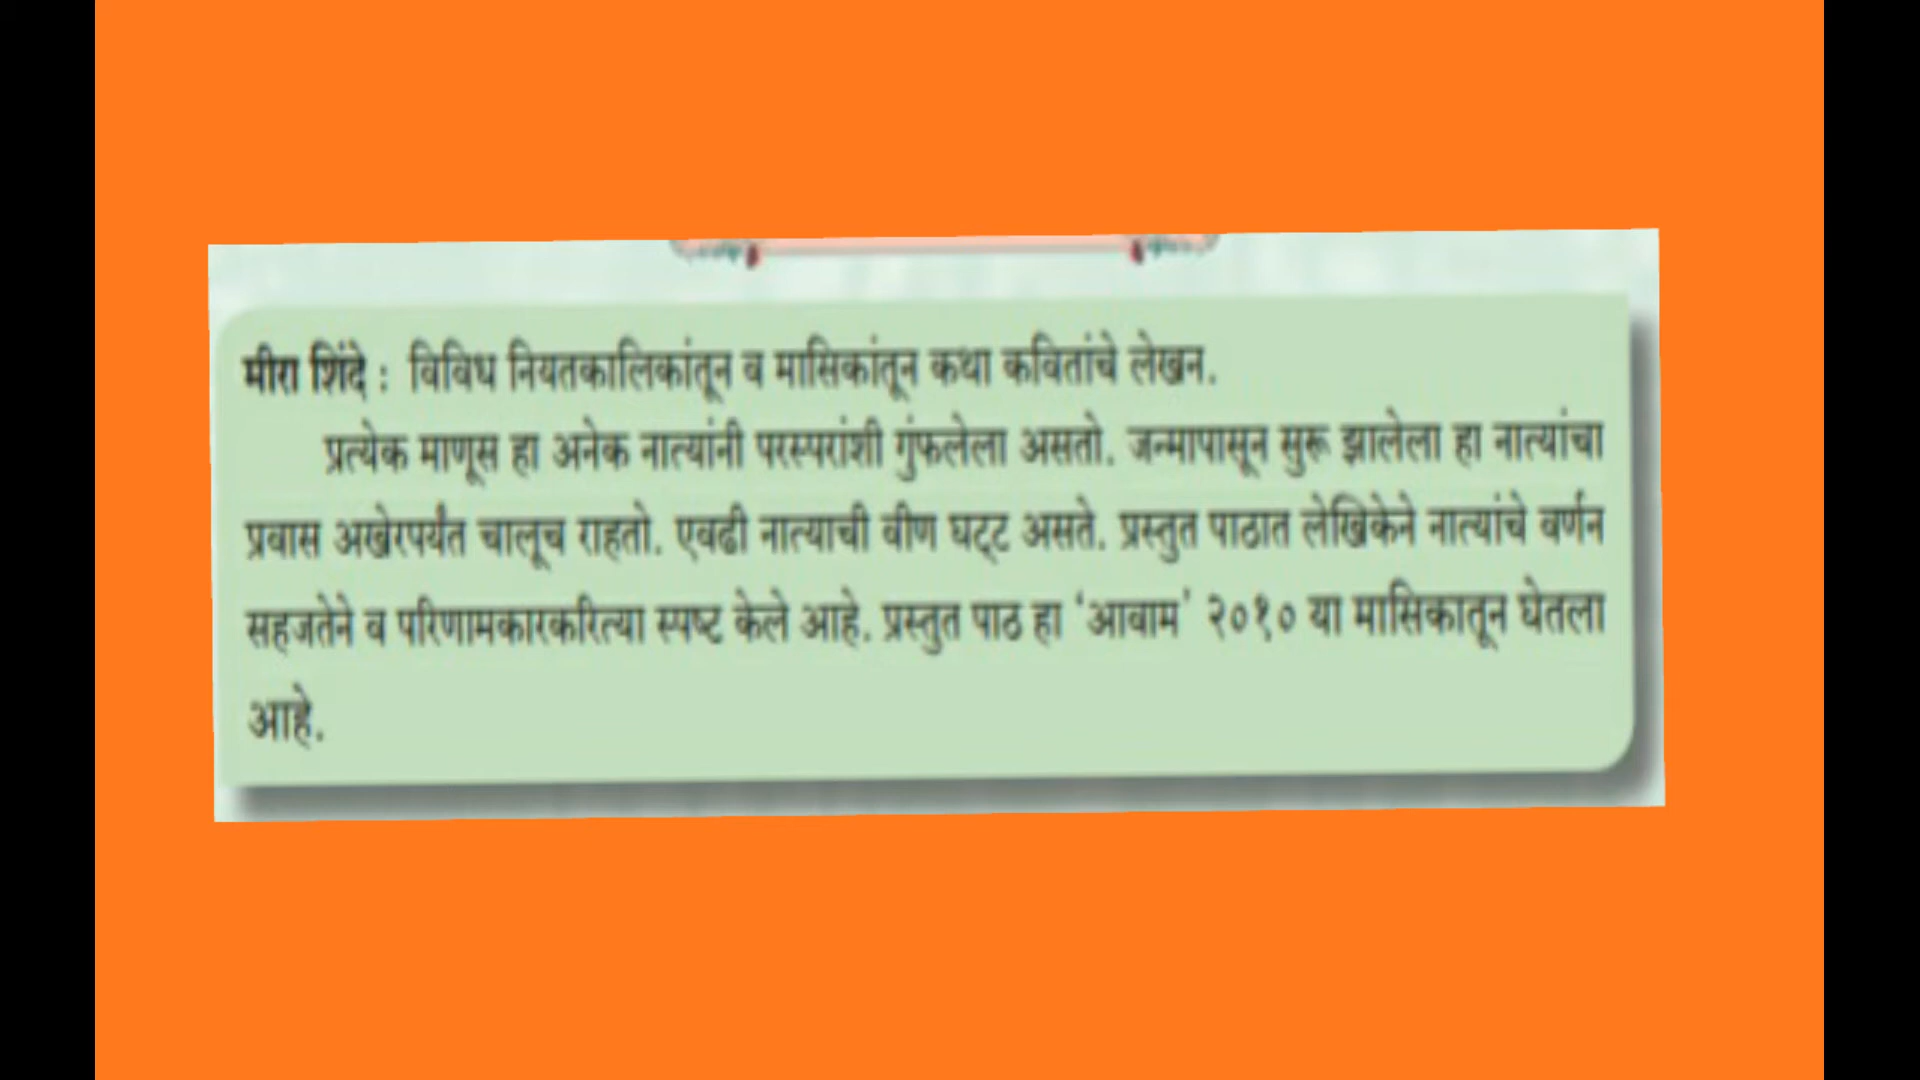 मीरा शिंदे : विविध नियतकालिकांतून व मासिकांतून कथा कवितांचे लेखन.
प्रत्येक माणूस हा अनेक नात्यांनी परस्परांशी गुंफलेला असतो. जन्मापासून सुरू झालेला हा नात्यांचा
प्रवास अखेरपर्यंत चालूच राहतो. एवढी नात्याची वीण घट्ट असते. प्रस्तुत पाठात लेखिकेने नात्यांचे वर्णन
सहजतेने व परिणामकारकरित्या स्पष्ट केले आहे. प्रस्तुत पाठ हा ‘आवाम’ २०१० या मासिकातून घेतला
आहे.